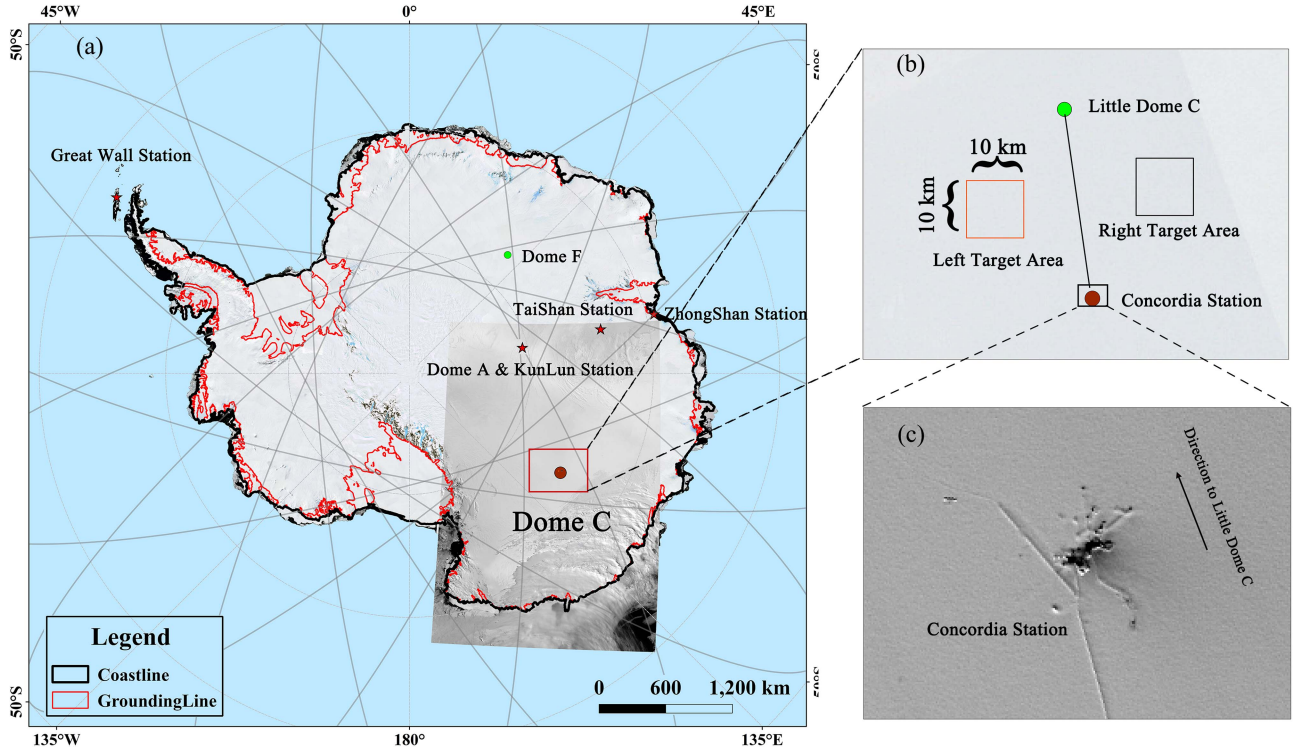 45°W
0°
45°E
50°S
50°S
(a)
Great Wall Station
Dome F
TaiShan Station
ZhongShan Station
Dome A & KunLun Station
Dome C
Legend
Coastline
GroundingLine
0 600 1,200 km
50°S
50°S
135°W
180°
135°E
(b)
Little Dome C
10 km
10 km
Right Target Area
Left Target Area
Concordia Station
(c)
Direction to Little Dome C
Concordia Station